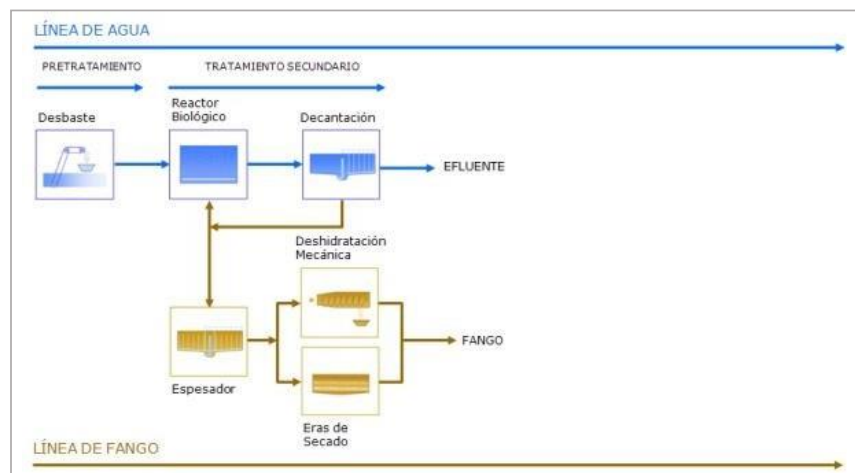 LÍNEA DE AGUA
PRETRATAMIENTO
TRATAMIENTO SECUNDARIO
Desbaste
Reactor
Biológico
Decantación
EFLUENTE
Deshidratación
Mecánica
FANGO
Espesador
Eras de
Secado
LÍNEA DE FANGO